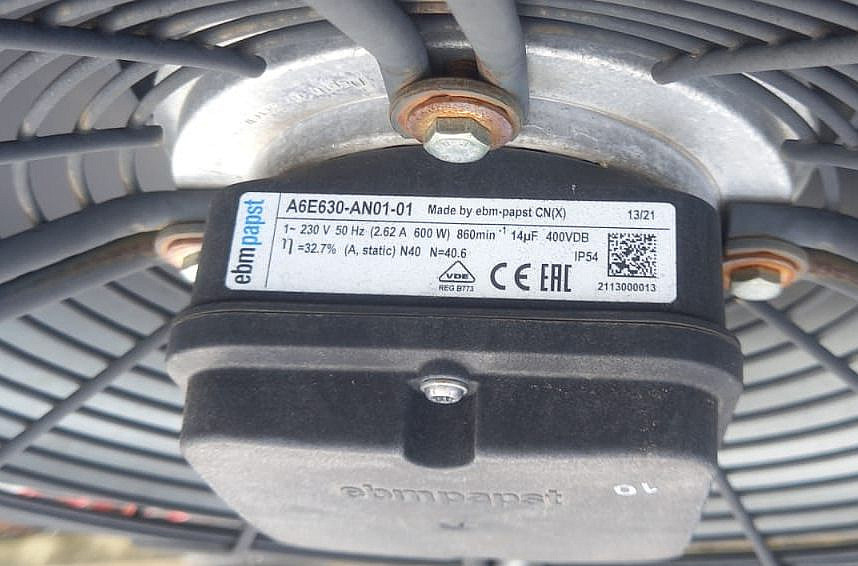 ebmpapst
A6E630-AN01-01 Made by ebm-papst CN(X) 13/21
1~ 230 V 50 Hz (2.62 A 600 W) 860min⁻¹ 14µF 400VDB
η =32.7% (A, static) N40 N=40.6 IP54
VDE
REG B773
CE EAC
2113000013
ebmpapst
10